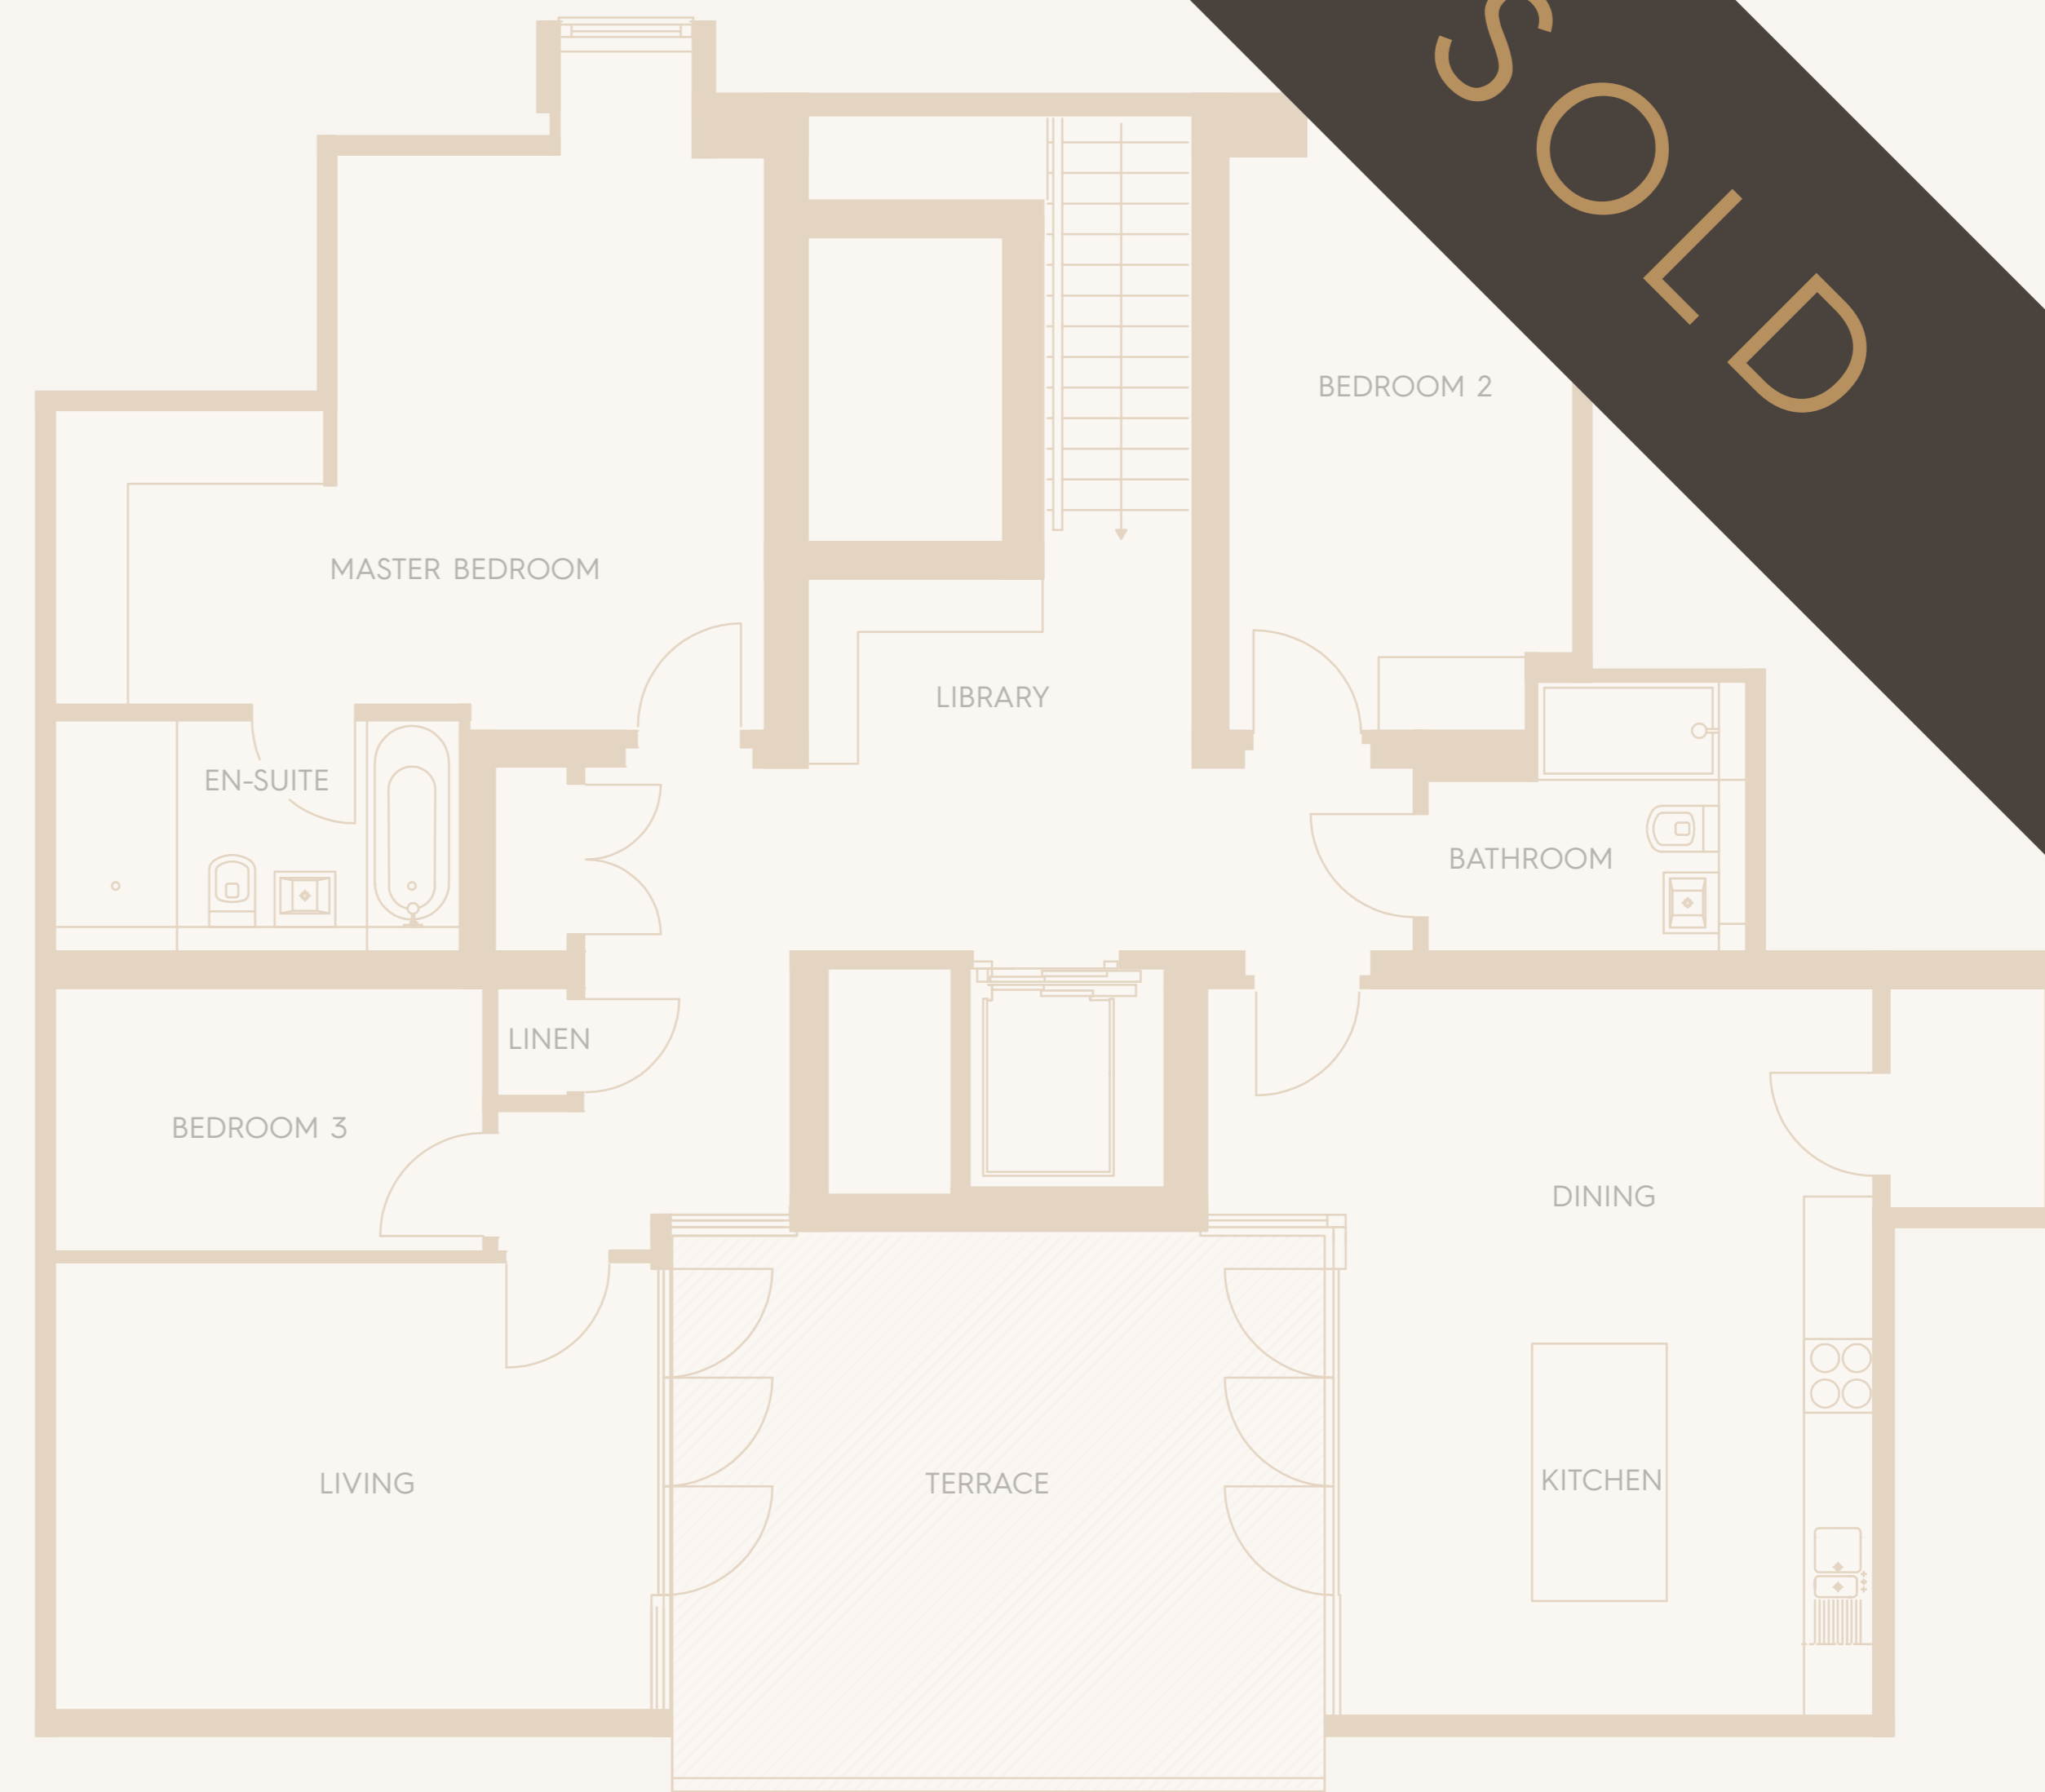 SOLD
BEDROOM 2
MASTER BEDROOM
LIBRARY
EN-SUITE
BATHROOM
LINEN
BEDROOM 3
DINING
LIVING
TERRACE
KITCHEN